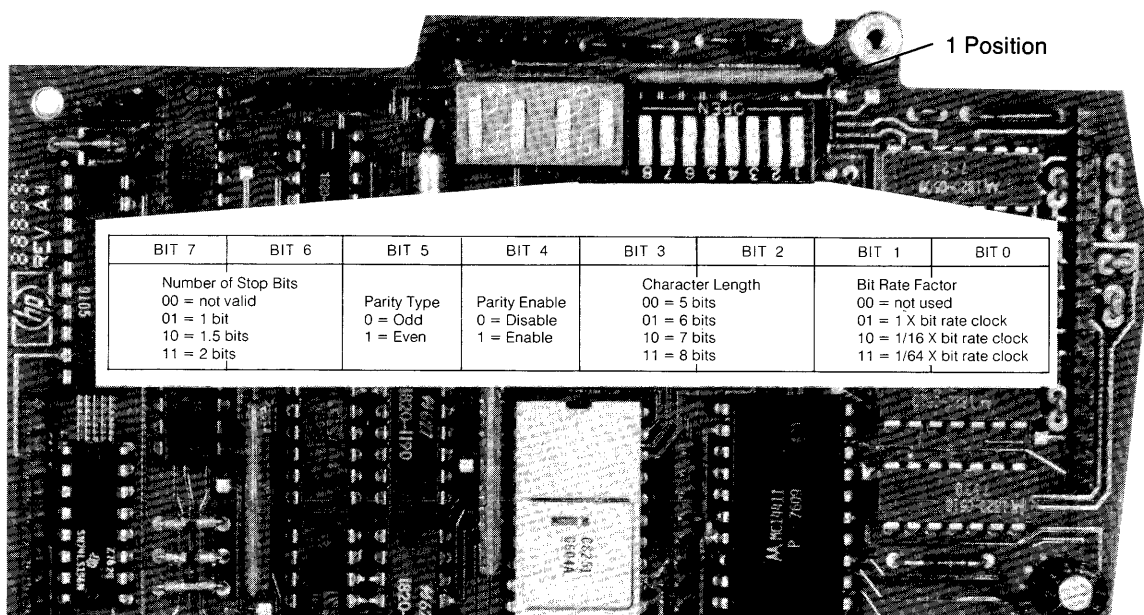 1 Position
OPEN
8 7 6 5 4 3 2 1
REV A4
hp
BIT 7 BIT 6 BIT 5 BIT 4 BIT 3 BIT 2 BIT 1 BIT 0
Number of Stop Bits
00 = not valid
01 = 1 bit
10 = 1.5 bits
11 = 2 bits
Parity Type
0 = Odd
1 = Even
Parity Enable
0 = Disable
1 = Enable
Character Length
00 = 5 bits
01 = 6 bits
10 = 7 bits
11 = 8 bits
Bit Rate Factor
00 = not used
01 = 1 X bit rate clock
10 = 1/16 X bit rate clock
11 = 1/64 X bit rate clock
C8251
MC14411
P 7609